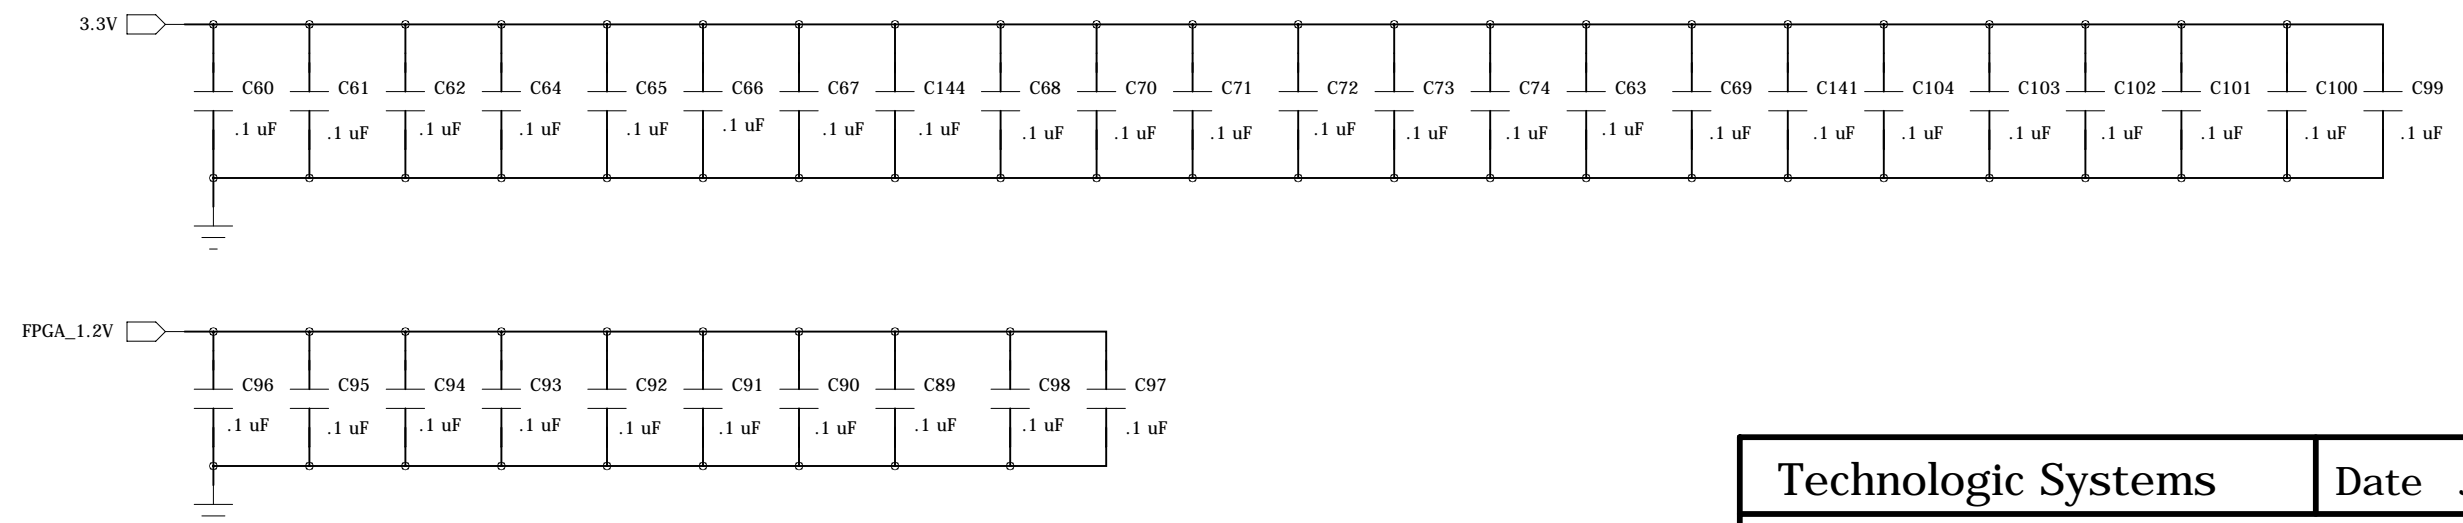 3.3V
C60 C61 C62 C64 C65 C66 C67 C144 C68 C70 C71 C72 C73 C74 C63 C69 C141 C104 C103 C102 C101 C100 C99
.1 uF .1 uF .1 uF .1 uF .1 uF .1 uF .1 uF .1 uF .1 uF .1 uF .1 uF .1 uF .1 uF .1 uF .1 uF .1 uF .1 uF .1 uF .1 uF .1 uF .1 uF .1 uF .1 uF
FPGA_1.2V
C96 C95 C94 C93 C92 C91 C90 C89 C98 C97
.1 uF .1 uF .1 uF .1 uF .1 uF .1 uF .1 uF .1 uF .1 uF .1 uF
Technologic Systems Date